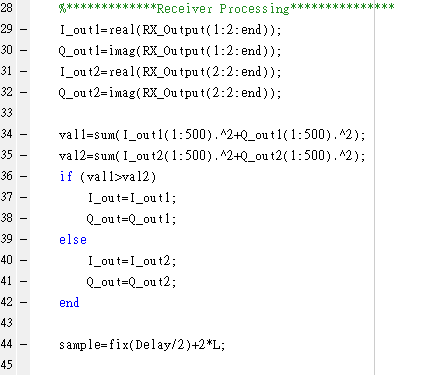 28 %*************Receiver Processing***************
29 - I_out1=real(RX_Output(1:2:end));
30 - Q_out1=imag(RX_Output(1:2:end));
31 - I_out2=real(RX_Output(2:2:end));
32 - Q_out2=imag(RX_Output(2:2:end));
33
34 - val1=sum(I_out1(1:500).^2+Q_out1(1:500).^2);
35 - val2=sum(I_out2(1:500).^2+Q_out2(1:500).^2);
36 - if (val1>val2)
37 - I_out=I_out1;
38 - Q_out=Q_out1;
39 - else
40 - I_out=I_out2;
41 - Q_out=Q_out2;
42 - end
43
44 - sample=fix(Delay/2)+2*L;
45